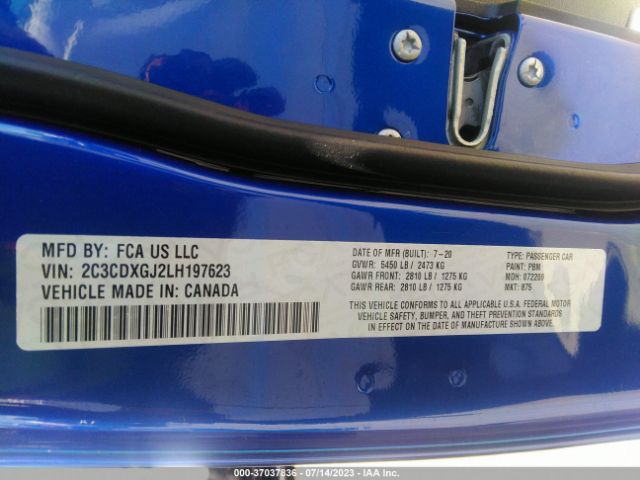 MFD BY: FCA US LLC
VIN: 2C3CDXGJ2LH197623
VEHICLE MADE IN: CANADA
DATE OF MFR (BUILT): 7-20
GVWR: 5450 LB / 2473 KG
GAWR FRONT: 2810 LB / 1275 KG
GAWR REAR: 2810 LB / 1275 KG
TYPE: PASSENGER CAR
PAINT: PBM
MDH: 072209
MKT: 875
CONFORMS TO ALL APPLICABLE U.S.A. FEDERAL MOTOR
VEHICLE SAFETY, BUMPER, AND THEFT PREVENTION STANDARDS
IN EFFECT ON THE DATE OF MANUFACTURE SHOWN ABOVE.
000-37037836 - 07/14/2023 - IAA Inc.